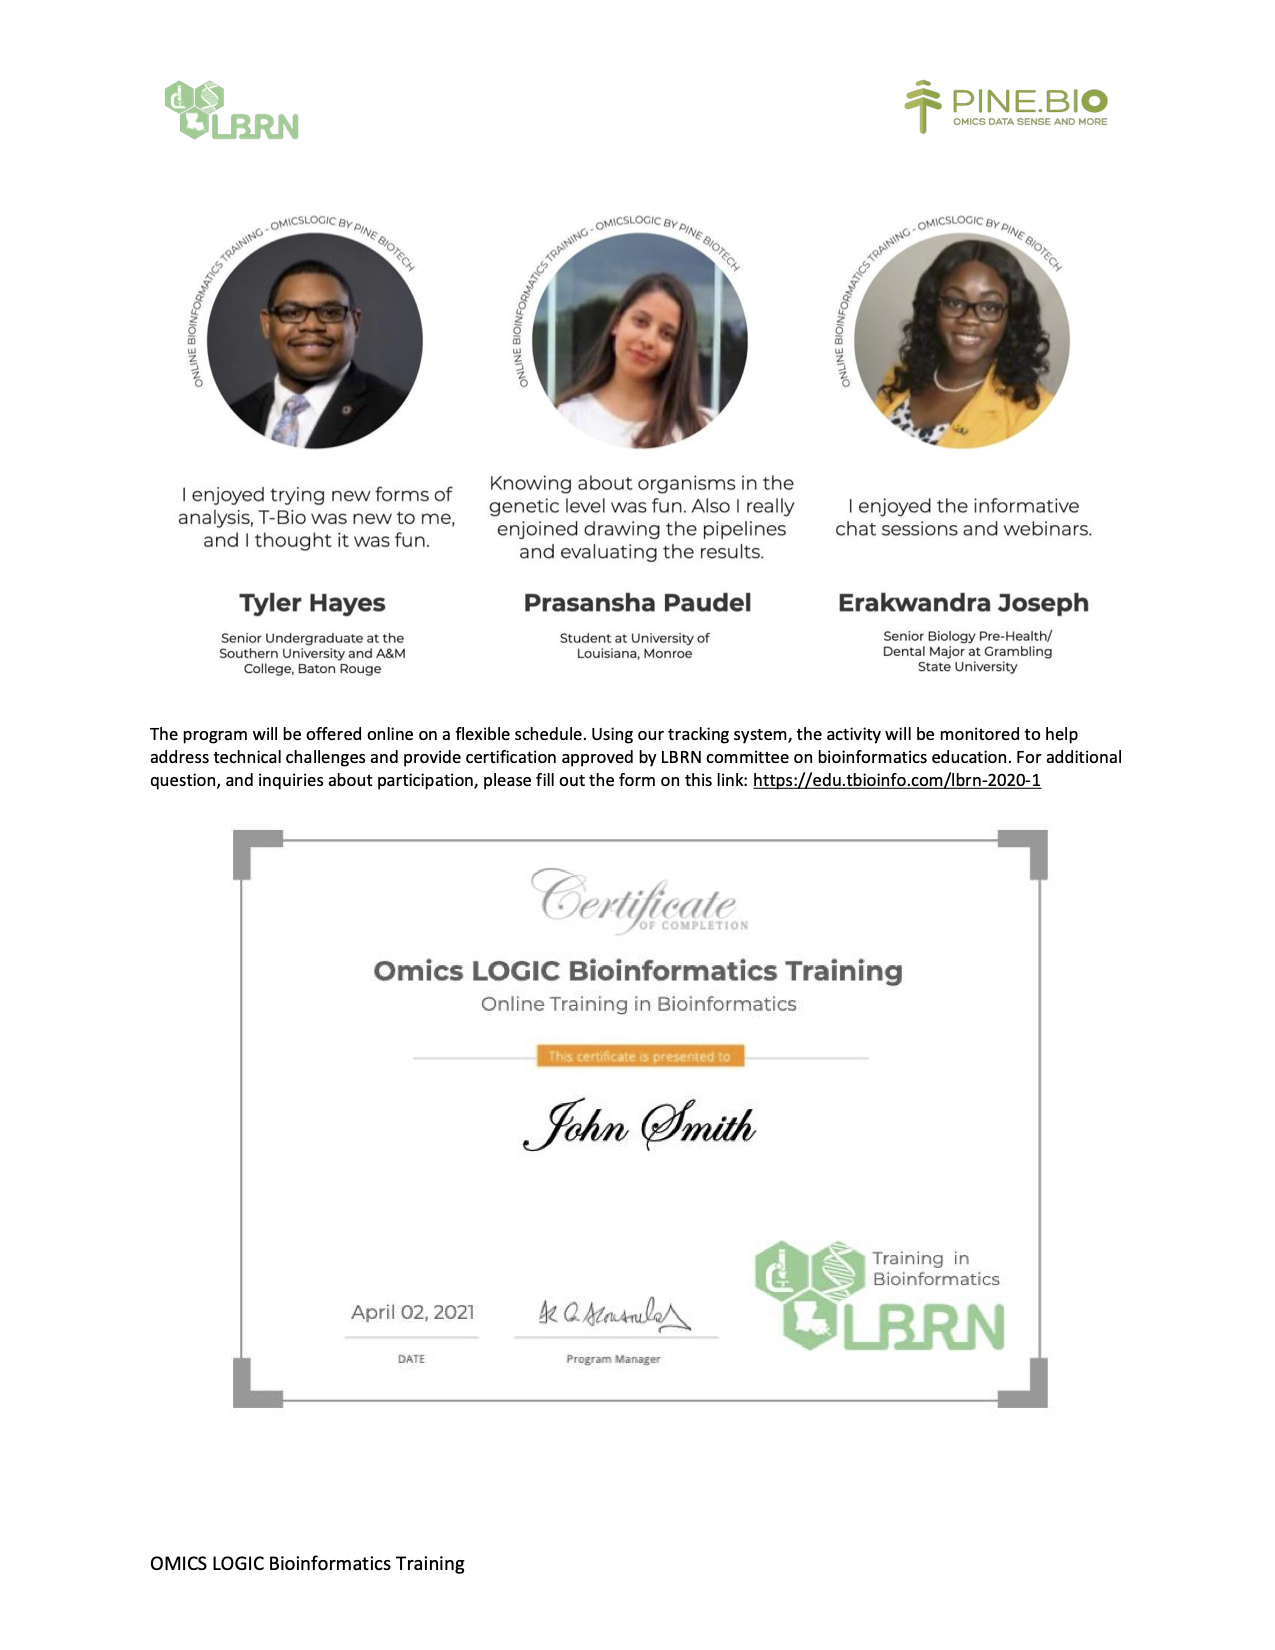 LBRN
PINE.BIO
OMICS DATA SENSE AND MORE
ONLINE BIOINFORMATICS TRAINING - OMICSLOGIC BY PINE BIOTECH
ONLINE BIOINFORMATICS TRAINING - OMICSLOGIC BY PINE BIOTECH
ONLINE BIOINFORMATICS TRAINING - OMICSLOGIC BY PINE BIOTECH
I enjoyed trying new forms of
analysis, T-Bio was new to me,
and I thought it was fun.
Tyler Hayes
Senior Undergraduate at the
Southern University and A&M
College, Baton Rouge
Knowing about organisms in the
genetic level was fun. Also I really
enjoined drawing the pipelines
and evaluating the results.
Prasansha Paudel
Student at University of
Louisiana, Monroe
I enjoyed the informative
chat sessions and webinars.
Erakwandra Joseph
Senior Biology Pre-Health/
Dental Major at Grambling
State University
The program will be offered online on a flexible schedule. Using our tracking system, the activity will be monitored to help
address technical challenges and provide certification approved by LBRN committee on bioinformatics education. For additional
question, and inquiries about participation, please fill out the form on this link: https://edu.tbioinfo.com/lbrn-2020-1
Certificate
OF COMPLETION
Omics LOGIC Bioinformatics Training
Online Training in Bioinformatics
This certificate is presented to
John Smith
Training in
Bioinformatics
LBRN
April 02, 2021
DATE
Program Manager
OMICS LOGIC Bioinformatics Training